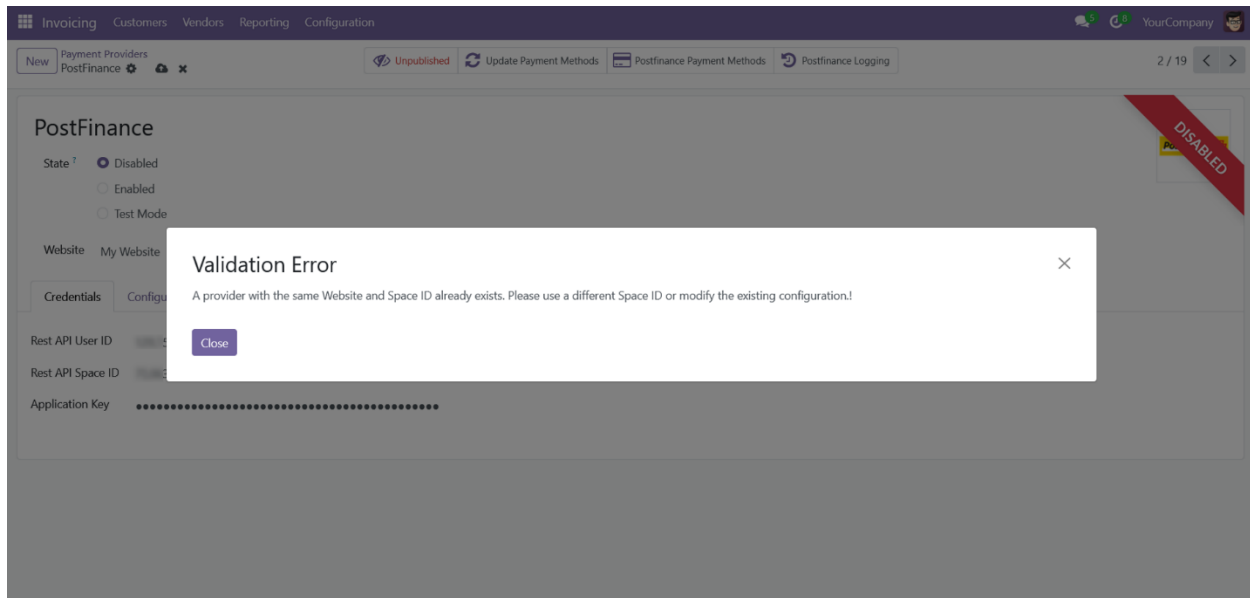 Invoicing Customers Vendors Reporting Configuration 5 8 YourCompany
New Payment Providers
PostFinance
Unpublished Update Payment Methods Postfinance Payment Methods Postfinance Logging 2 / 19
PostFinance
DISABLED
State ? Disabled
Enabled
Test Mode
Website My Website
Validation Error
A provider with the same Website and Space ID already exists. Please use a different Space ID or modify the existing configuration.!
Close
Credentials
Rest API User ID
Rest API Space ID
Application Key